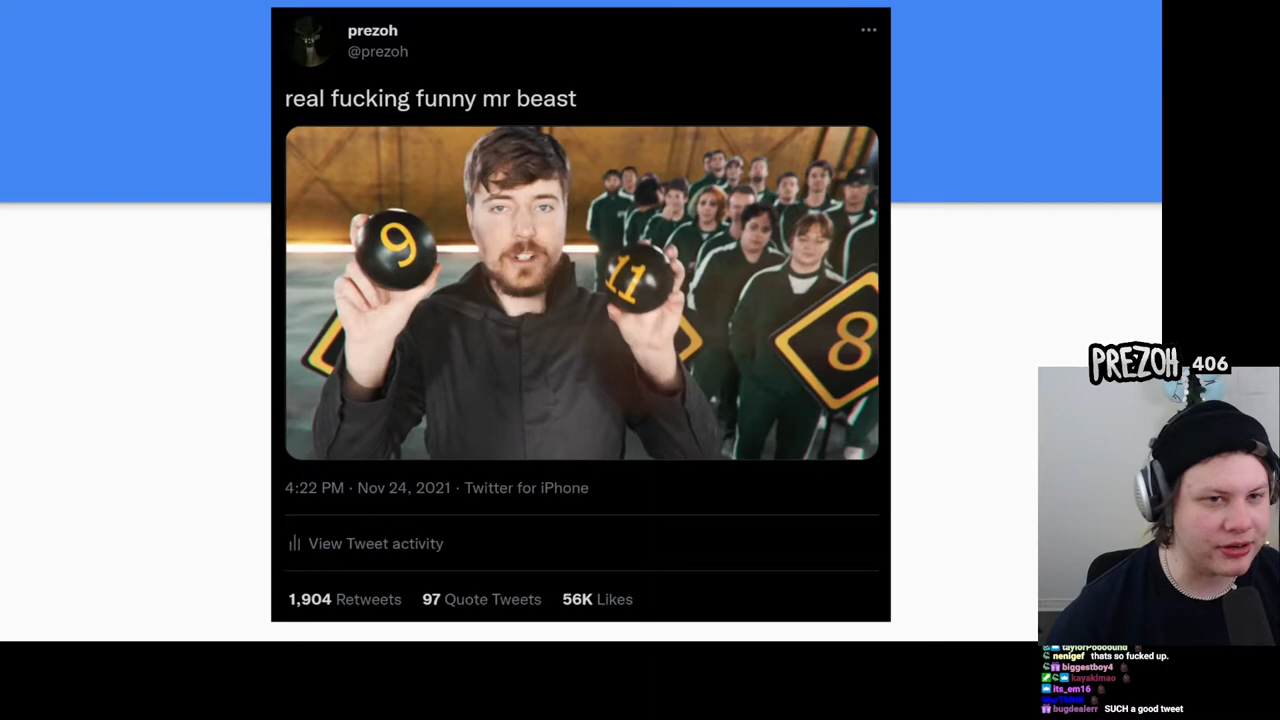 prezoh
@prezoh
real fucking funny mr beast
9
11
8
4:22 PM · Nov 24, 2021 · Twitter for iPhone
View Tweet activity
1,904 Retweets 97 Quote Tweets 56K Likes
PREZOH 406
nenigef thats so fucked up.
biggestboy4
kayaklmao
its_em16
bugdealerr SUCH a good tweet